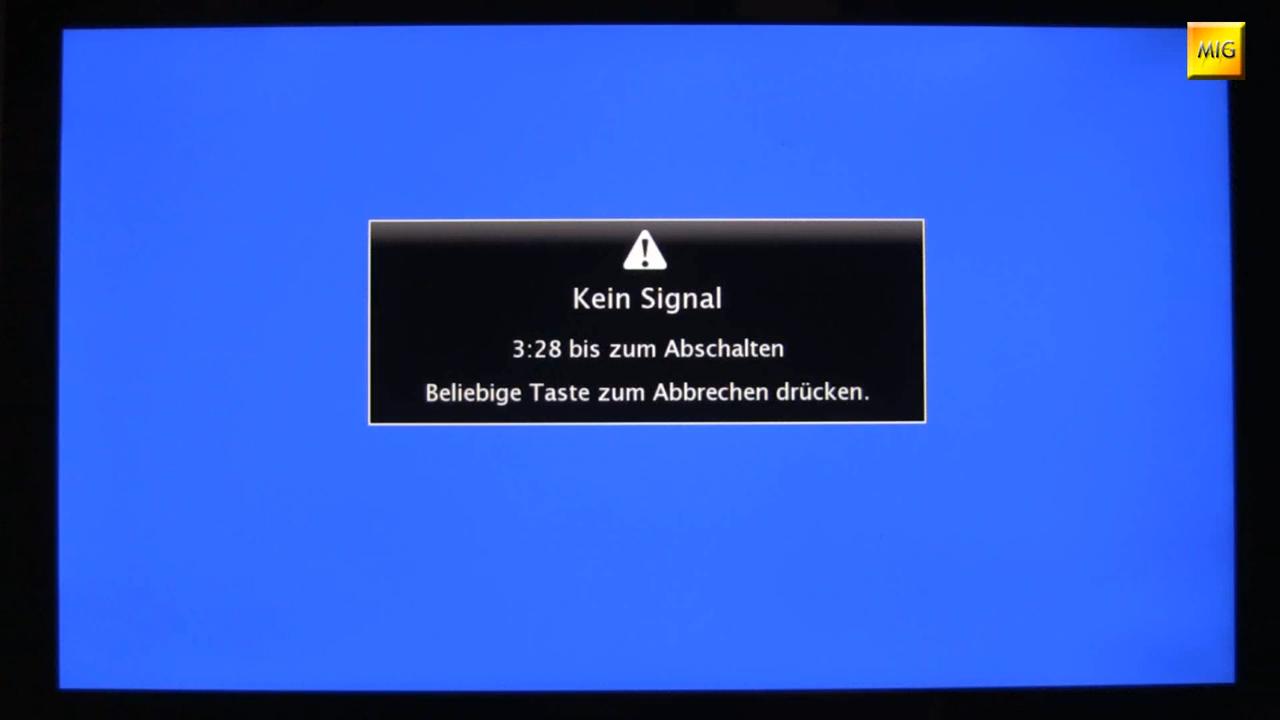 MIG
Kein Signal
3:28 bis zum Abschalten
Beliebige Taste zum Abbrechen drücken.